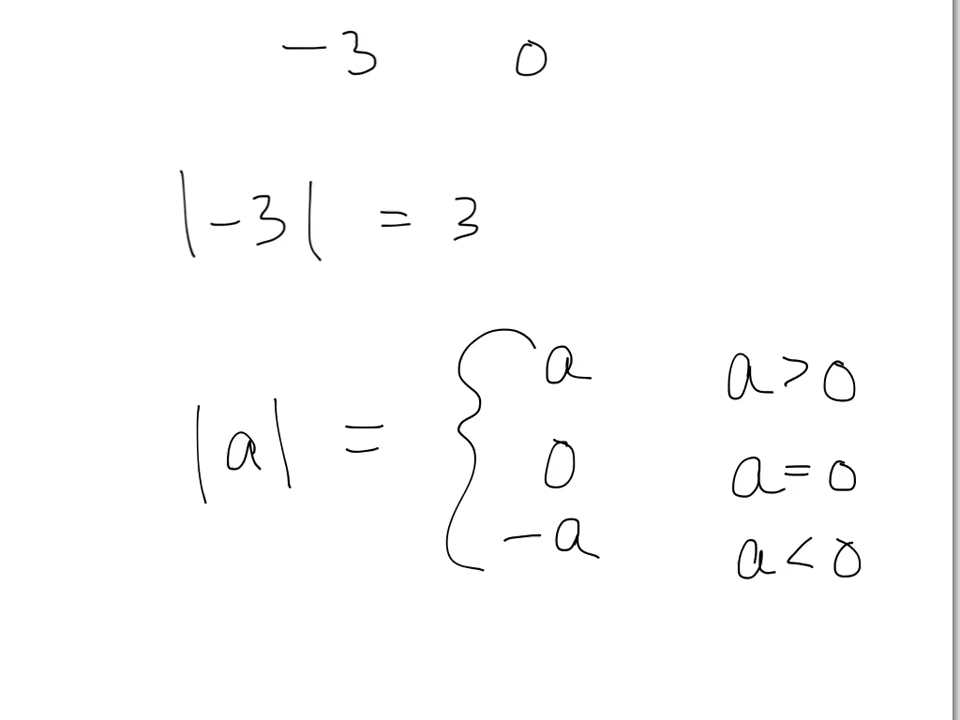 -3 0
|-3| = 3
a a>0
|a| = { 0 a=0
-a a<0